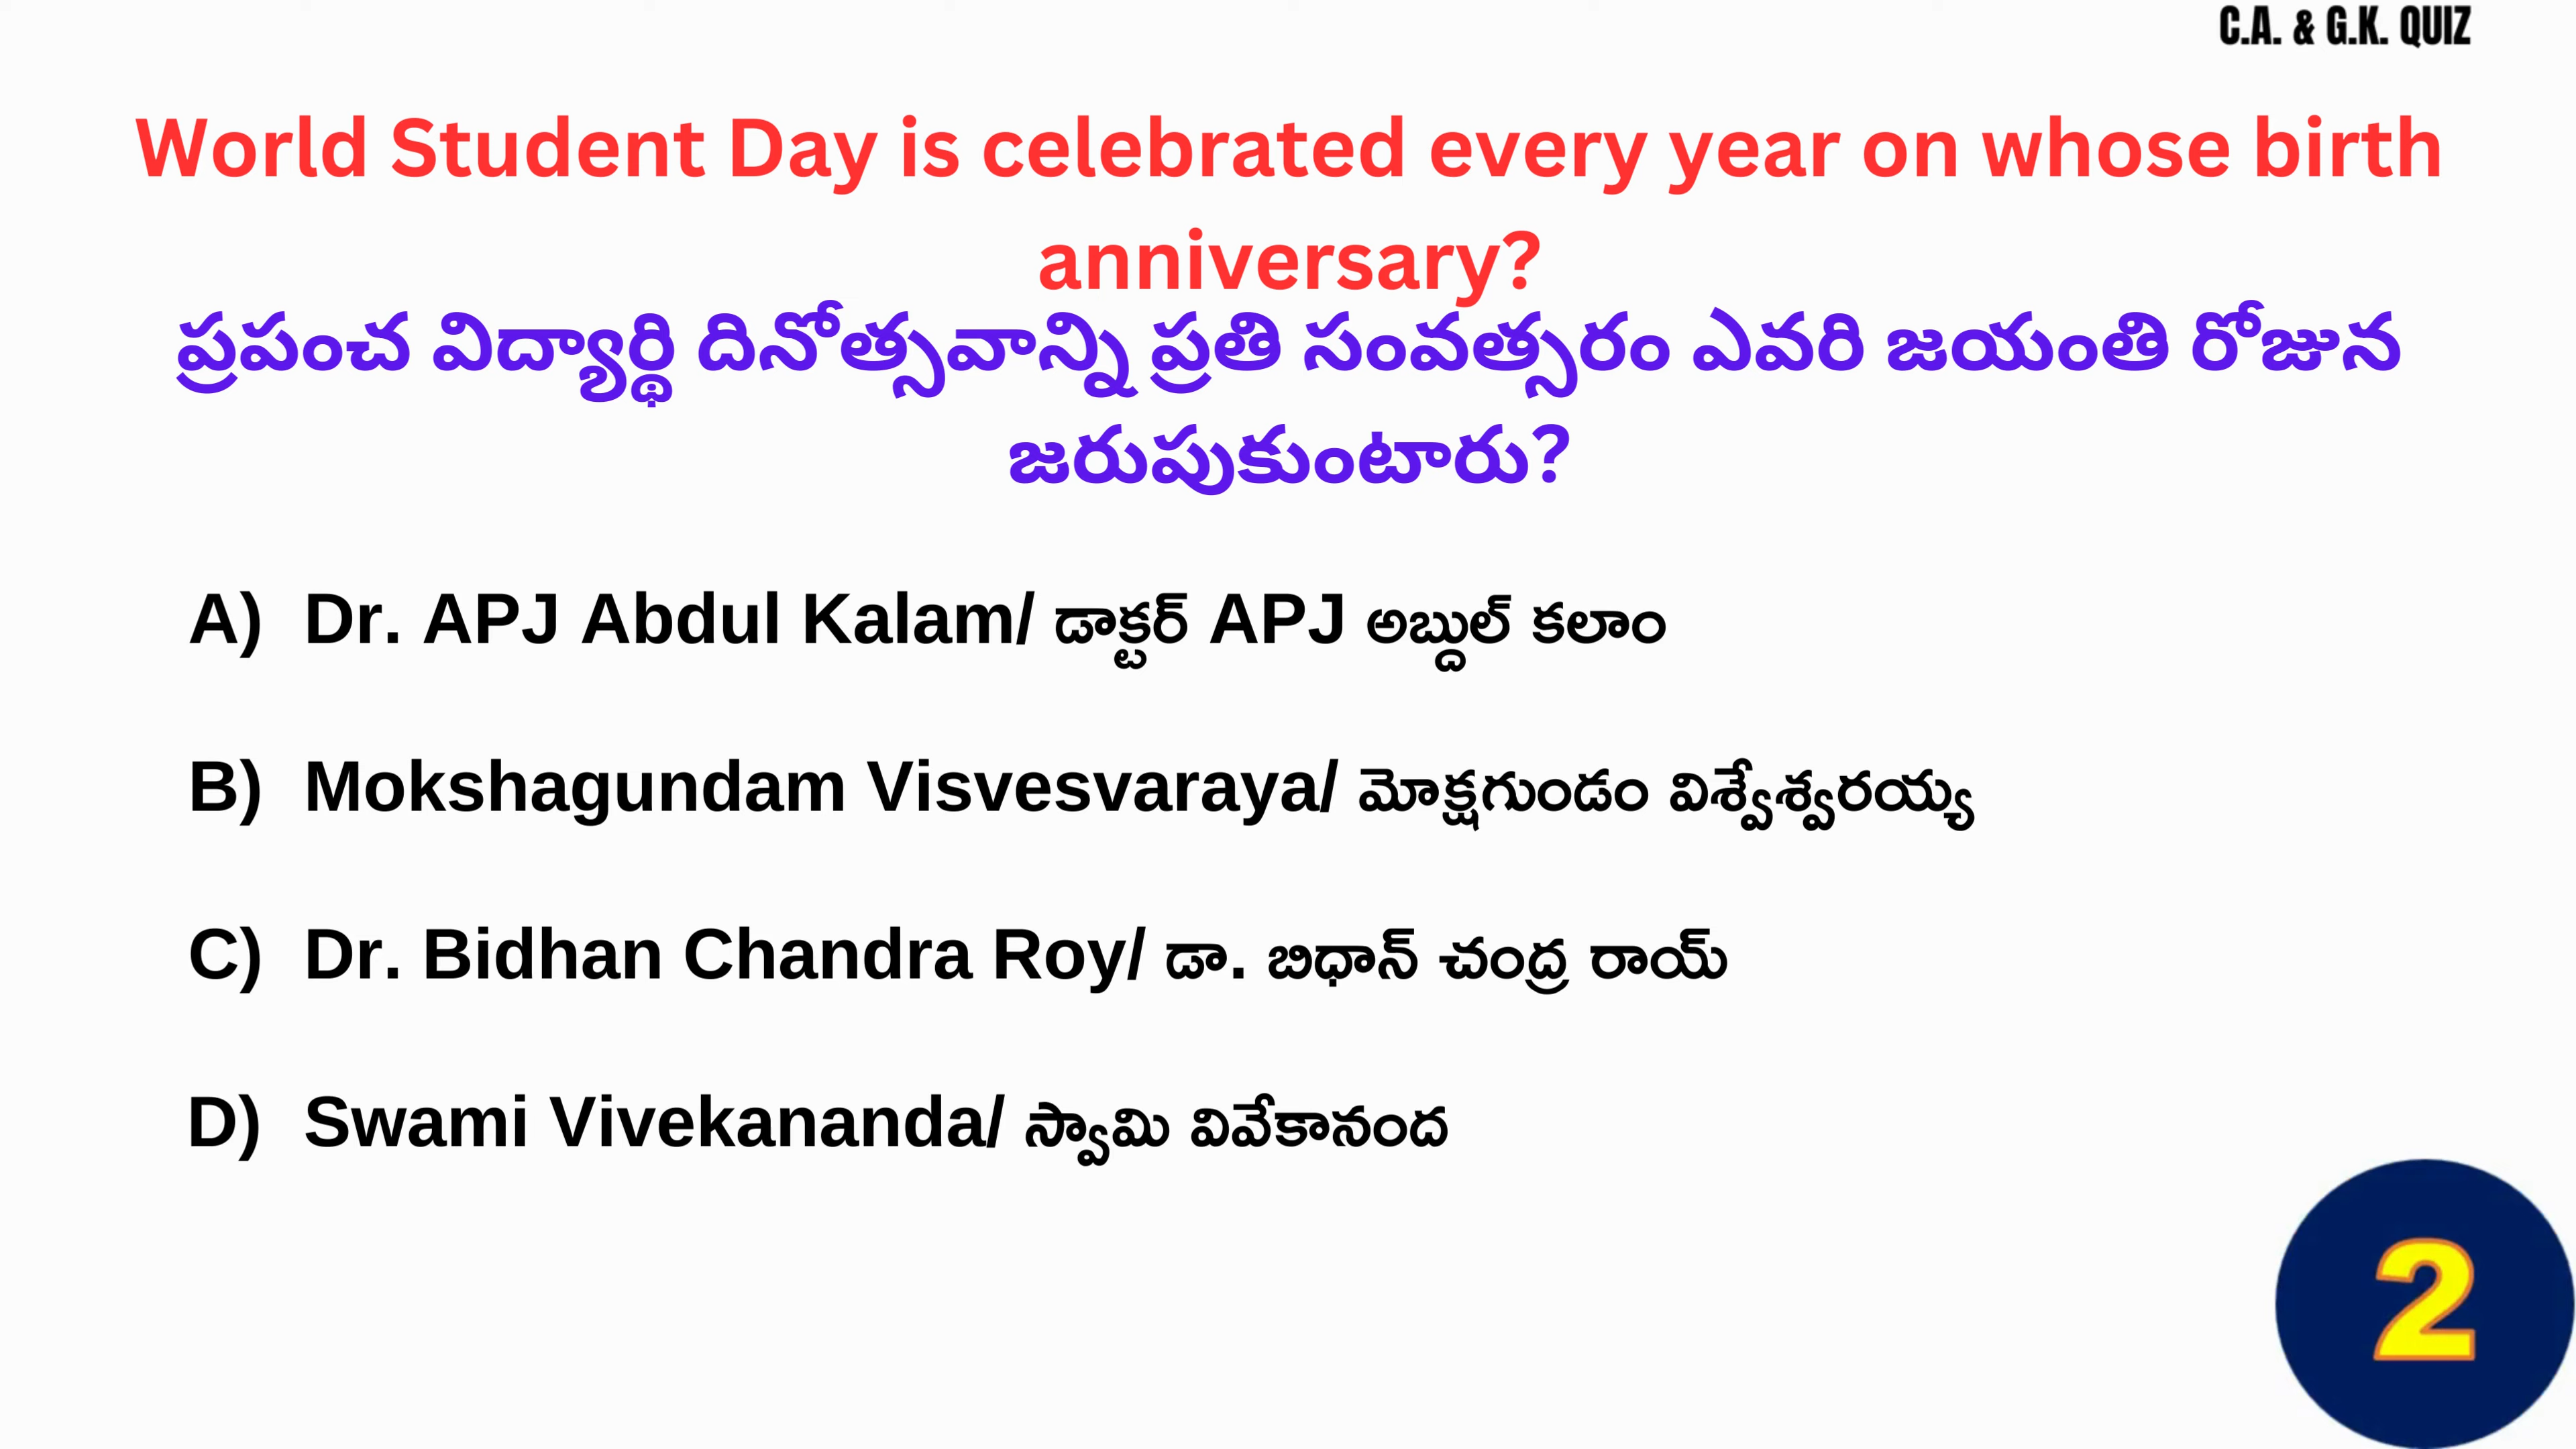 C.A. & G.K. QUIZ
World Student Day is celebrated every year on whose birth
anniversary?
ప్రపంచ విద్యార్థి దినోత్సవాన్ని ప్రతి సంవత్సరం ఎవరి జయంతి రోజున
జరుపుకుంటారు?
A) Dr. APJ Abdul Kalam/ డాక్టర్ APJ అబ్దుల్ కలాం
B) Mokshagundam Visvesvaraya/ మోక్షగుండం విశ్వేశ్వరయ్య
C) Dr. Bidhan Chandra Roy/ డా. బిధాన్ చంద్ర రాయ్
D) Swami Vivekananda/ స్వామి వివేకానంద
2